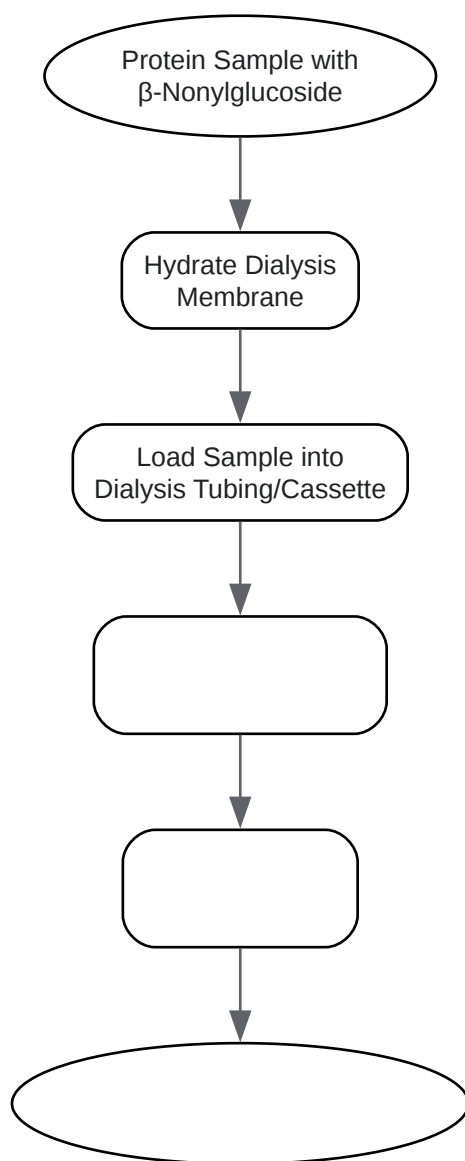 Protein Sample with
β-Nonylglucoside
Hydrate Dialysis
Membrane
Load Sample into
Dialysis Tubing/Cassette